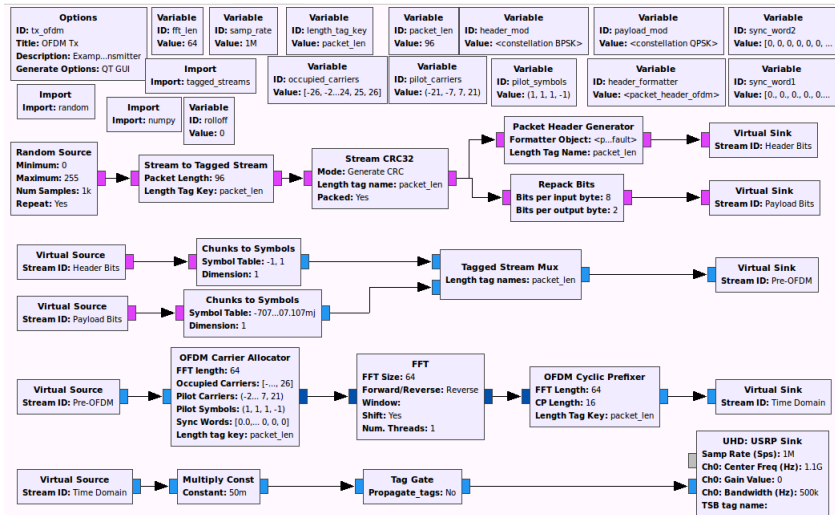 Options
ID: tx_ofdm
Title: OFDM Tx
Description: Examp...nsmitter
Generate Options: QT GUI
Variable
ID: fft_len
Value: 64
Variable
ID: samp_rate
Value: 1M
Variable
ID: length_tag_key
Value: packet_len
Variable
ID: packet_len
Value: 96
Variable
ID: header_mod
Value: <constellation BPSK>
Variable
ID: payload_mod
Value: <constellation QPSK>
Variable
ID: sync_word2
Value: [0, 0, 0, 0, 0, 0, ...
Import
Import: tagged_streams
Variable
ID: occupied_carriers
Value: [-26, -2...24, 25, 26]
Variable
ID: pilot_carriers
Value: (-21, -7, 7, 21)
Variable
ID: pilot_symbols
Value: (1, 1, 1, -1)
Variable
ID: header_formatter
Value: <packet_header_ofdm>
Variable
ID: sync_word1
Value: [0., 0., 0., 0., 0....
Import
Import: random
Import
Import: numpy
Variable
ID: rolloff
Value: 0
Random Source
Minimum: 0
Maximum: 255
Num Samples: 1k
Repeat: Yes
Stream to Tagged Stream
Packet Length: 96
Length Tag Key: packet_len
Stream CRC32
Mode: Generate CRC
Length tag name: packet_len
Packed: Yes
Packet Header Generator
Formatter Object: <p...fault>
Length Tag Name: packet_len
Virtual Sink
Stream ID: Header Bits
Repack Bits
Bits per input byte: 8
Bits per output byte: 2
Virtual Sink
Stream ID: Payload Bits
Virtual Source
Stream ID: Header Bits
Chunks to Symbols
Symbol Table: -1, 1
Dimension: 1
Tagged Stream Mux
Length tag names: packet_len
Virtual Sink
Stream ID: Pre-OFDM
Virtual Source
Stream ID: Payload Bits
Chunks to Symbols
Symbol Table: -707...07.107mj
Dimension: 1
Virtual Source
Stream ID: Pre-OFDM
OFDM Carrier Allocator
FFT length: 64
Occupied Carriers: [-..., 26]
Pilot Carriers: (-2... 7, 21)
Pilot Symbols: (1, 1, 1, -1)
Sync Words: [0.0,... 0, 0, 0]
Length tag key: packet_len
FFT
FFT Size: 64
Forward/Reverse: Reverse
Window:
Shift: Yes
Num. Threads: 1
OFDM Cyclic Prefixer
FFT Length: 64
CP Length: 16
Length Tag Key: packet_len
Virtual Sink
Stream ID: Time Domain
Virtual Source
Stream ID: Time Domain
Multiply Const
Constant: 50m
Tag Gate
Propagate_tags: No
UHD: USRP Sink
Samp Rate (Sps): 1M
Ch0: Center Freq (Hz): 1.1G
Ch0: Gain Value: 0
Ch0: Bandwidth (Hz): 500k
TSB tag name: